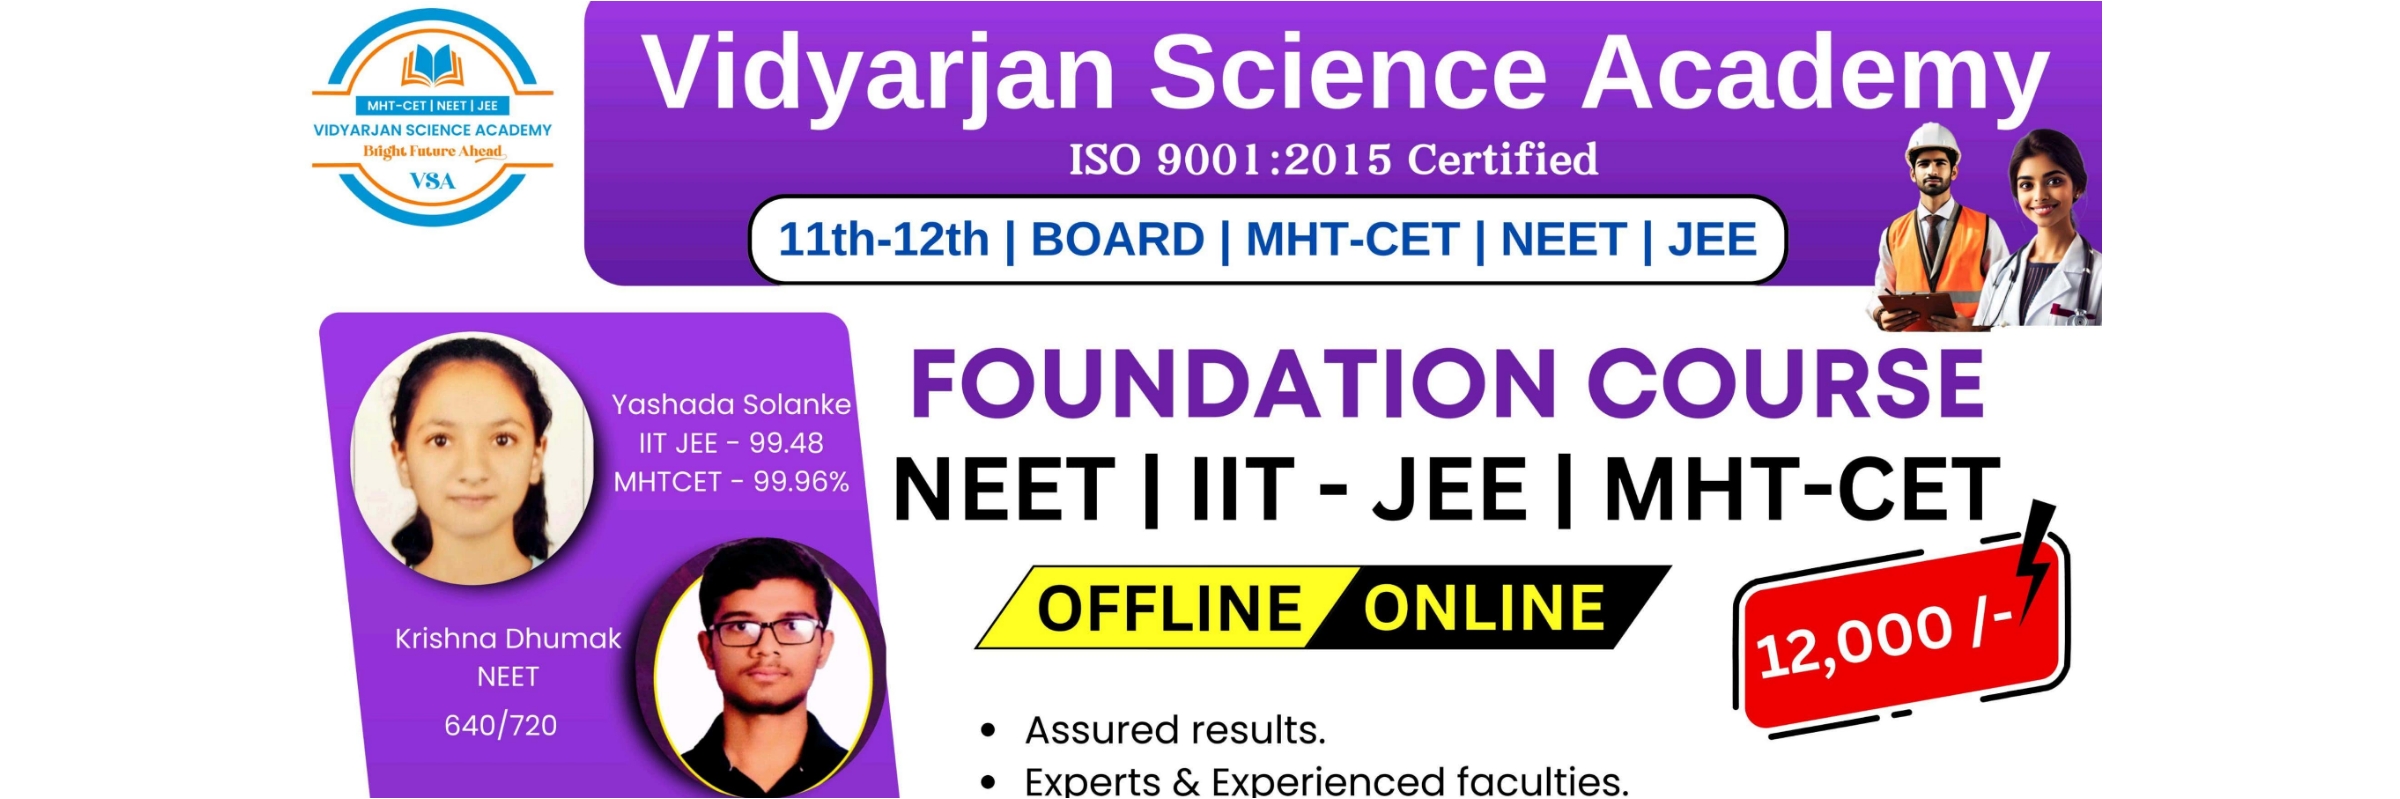 MHT-CET | NEET | JEE
VIDYARJAN SCIENCE ACADEMY
Bright Future Ahead
VSA
Vidyarjan Science Academy
ISO 9001:2015 Certified
11th-12th | BOARD | MHT-CET | NEET | JEE
Yashada Solanke
IIT JEE - 99.48
MHTCET - 99.96%
Krishna Dhumak
NEET
640/720
FOUNDATION COURSE
NEET | IIT - JEE | MHT-CET
OFFLINE ONLINE
12,000 /-
• Assured results.
• Experts & Experienced faculties.